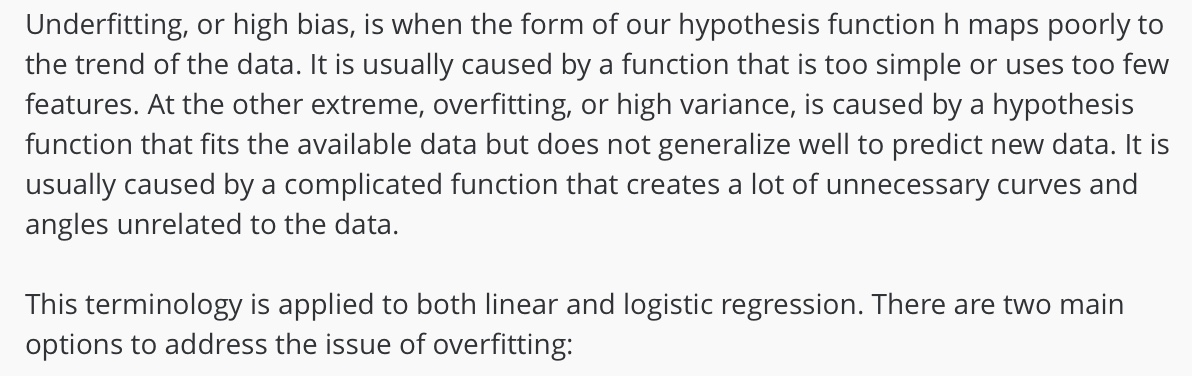 Underfitting, or high bias, is when the form of our hypothesis function h maps poorly to
the trend of the data. It is usually caused by a function that is too simple or uses too few
features. At the other extreme, overfitting, or high variance, is caused by a hypothesis
function that fits the available data but does not generalize well to predict new data. It is
usually caused by a complicated function that creates a lot of unnecessary curves and
angles unrelated to the data.
This terminology is applied to both linear and logistic regression. There are two main
options to address the issue of overfitting: